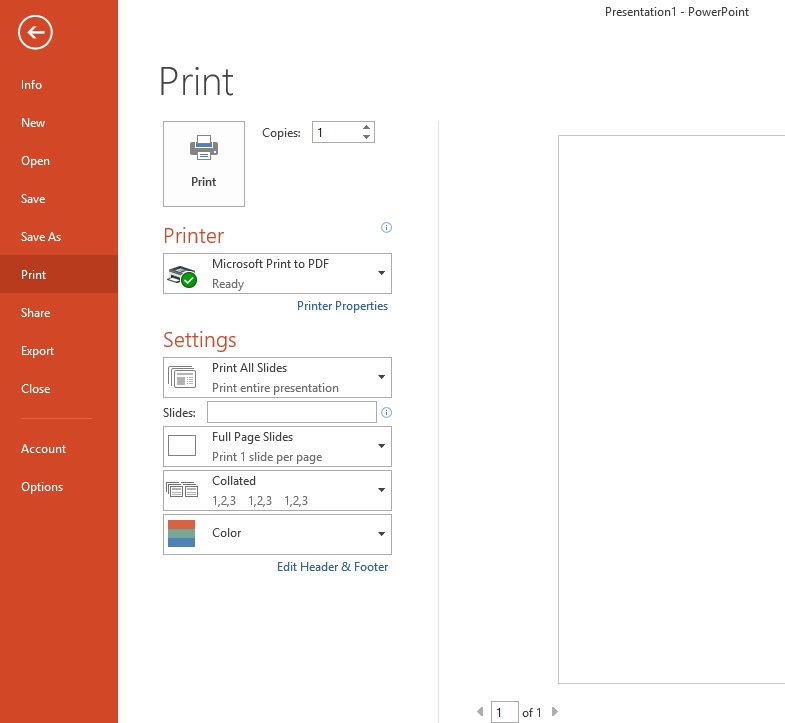 Presentation1 - PowerPoint
Info
New
Open
Save
Save As
Print
Share
Export
Close
Account
Options
Print
Print
Copies: 1
Printer
Microsoft Print to PDF
Ready
Printer Properties
Settings
Print All Slides
Print entire presentation
Slides:
Full Page Slides
Print 1 slide per page
Collated
1,2,3 1,2,3 1,2,3
Color
Edit Header & Footer
1 of 1